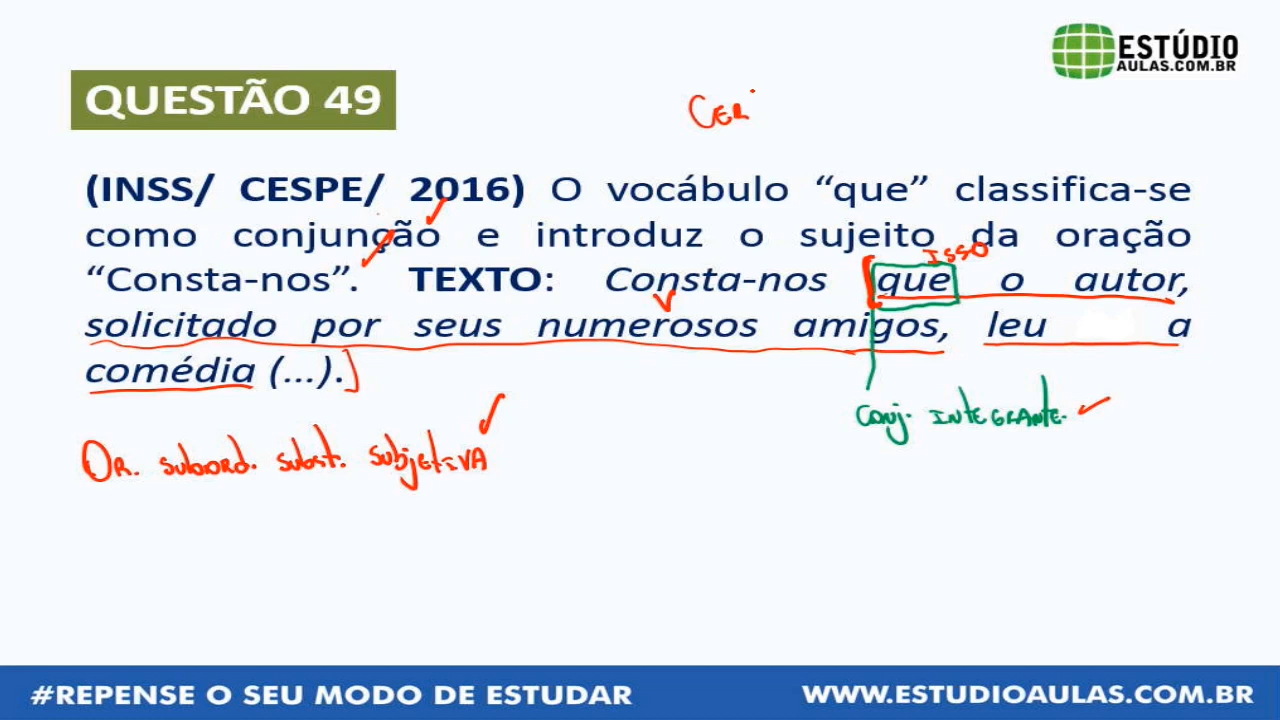 ESTÚDIO
AULAS.COM.BR
QUESTÃO 49
CER
(INSS/ CESPE/ 2016) O vocábulo “que” classifica-se
como conjunção e introduz o sujeito da oração
ISSO
“Consta-nos”. TEXTO: Consta-nos que o autor,
solicitado por seus numerosos amigos, leu a
comédia (...).
CONJ. INTEGRANTE.
OR. SUBORD. SUBST. SUBJETIVA
#REPENSE O SEU MODO DE ESTUDAR
WWW.ESTUDIOAULAS.COM.BR